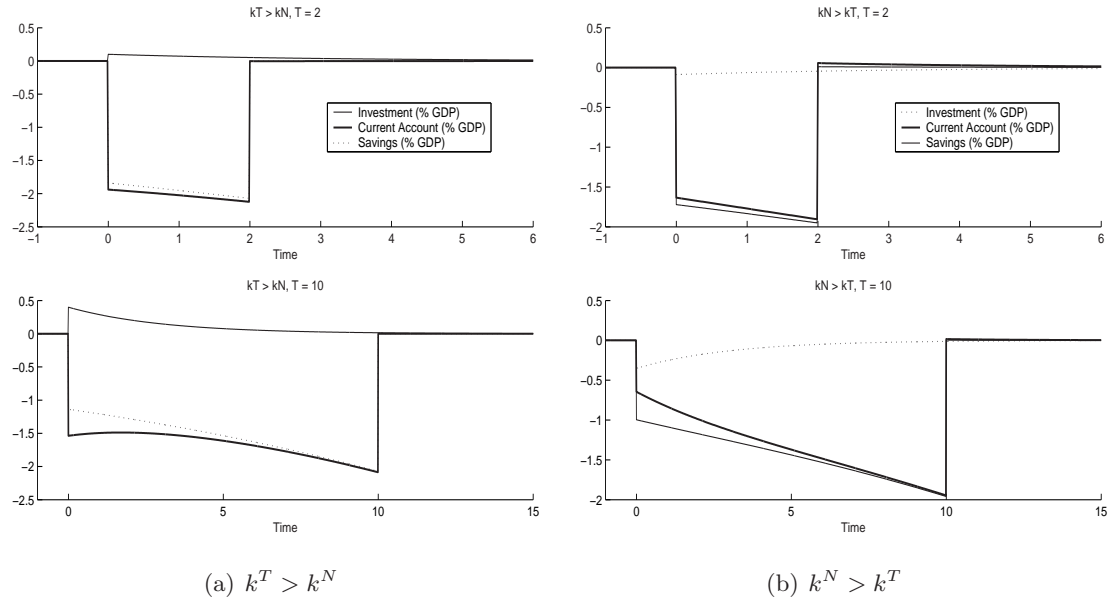 kT > kN, T = 2
0.5
0
−0.5
−1
−1.5
−2
−2.5
Investment (% GDP)
Current Account (% GDP)
Savings (% GDP)
−1 0 1 2 3 4 5 6
Time
kN > kT, T = 2
0.5
0
−0.5
−1
−1.5
−2
Investment (% GDP)
Current Account (% GDP)
Savings (% GDP)
−1 0 1 2 3 4 5 6
Time
kT > kN, T = 10
0.5
0
−0.5
−1
−1.5
−2
−2.5
0 5 10 15
Time
kN > kT, T = 10
0.5
0
−0.5
−1
−1.5
−2
0 5 10 15
Time
(a) k^T > k^N
(b) k^N > k^T